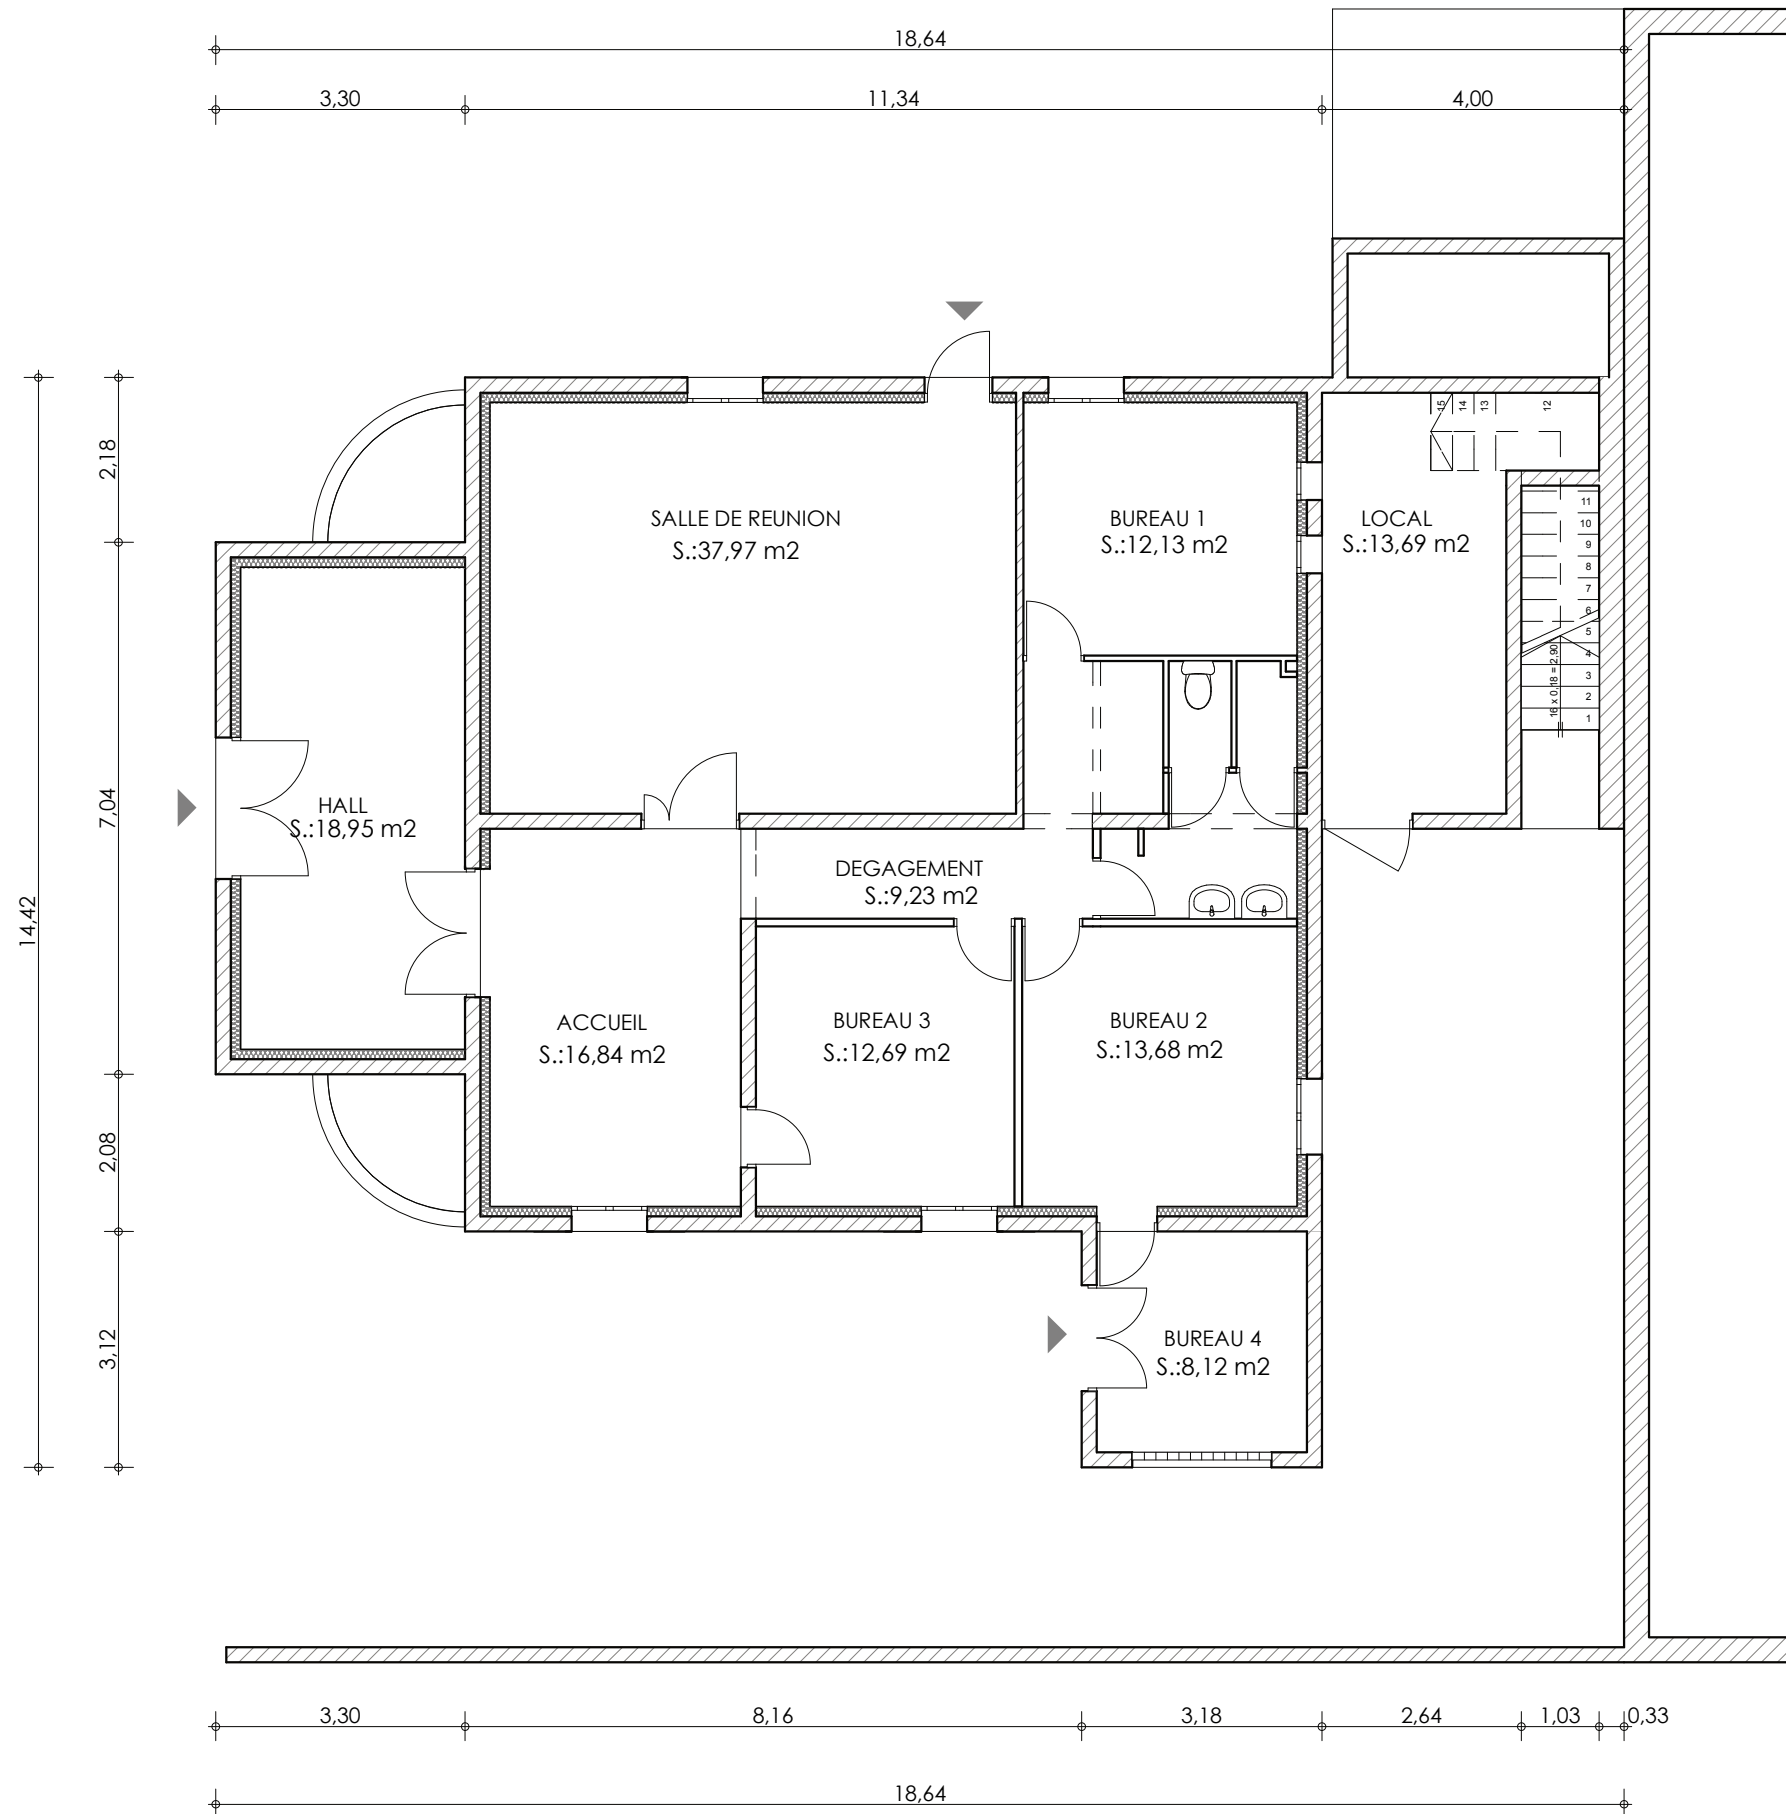 18,64
3,30
11,34
4,00
2,18
7,04
14,42
2,08
3,12
SALLE DE REUNION
S.:37,97 m2
BUREAU 1
S.:12,13 m2
LOCAL
S.:13,69 m2
15
14
13
12
11
10
9
8
7
6
5
4
3
2
1
16 x 0,18 = 2,90
HALL
S.:18,95 m2
DEGAGEMENT
S.:9,23 m2
ACCUEIL
S.:16,84 m2
BUREAU 3
S.:12,69 m2
BUREAU 2
S.:13,68 m2
BUREAU 4
S.:8,12 m2
3,30
8,16
3,18
2,64
1,03
0,33
18,64